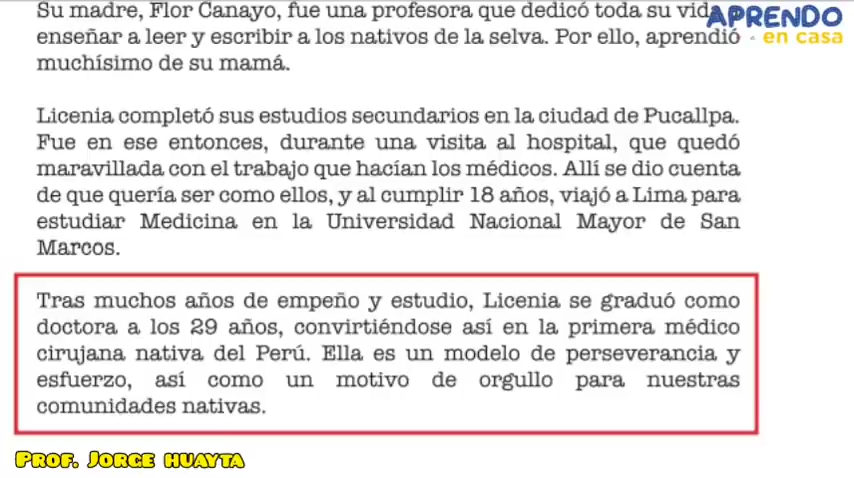 Su madre, Flor Canayo, fue una profesora que dedicó toda su vida a
enseñar a leer y escribir a los nativos de la selva. Por ello, aprendió
muchísimo de su mamá.
APRENDO
en casa
Licenia completó sus estudios secundarios en la ciudad de Pucallpa.
Fue en ese entonces, durante una visita al hospital, que quedó
maravillada con el trabajo que hacían los médicos. Allí se dio cuenta
de que quería ser como ellos, y al cumplir 18 años, viajó a Lima para
estudiar Medicina en la Universidad Nacional Mayor de San
Marcos.
Tras muchos años de empeño y estudio, Licenia se graduó como
doctora a los 29 años, convirtiéndose así en la primera médico
cirujana nativa del Perú. Ella es un modelo de perseverancia y
esfuerzo, así como un motivo de orgullo para nuestras
comunidades nativas.
Prof. Jorge huayta